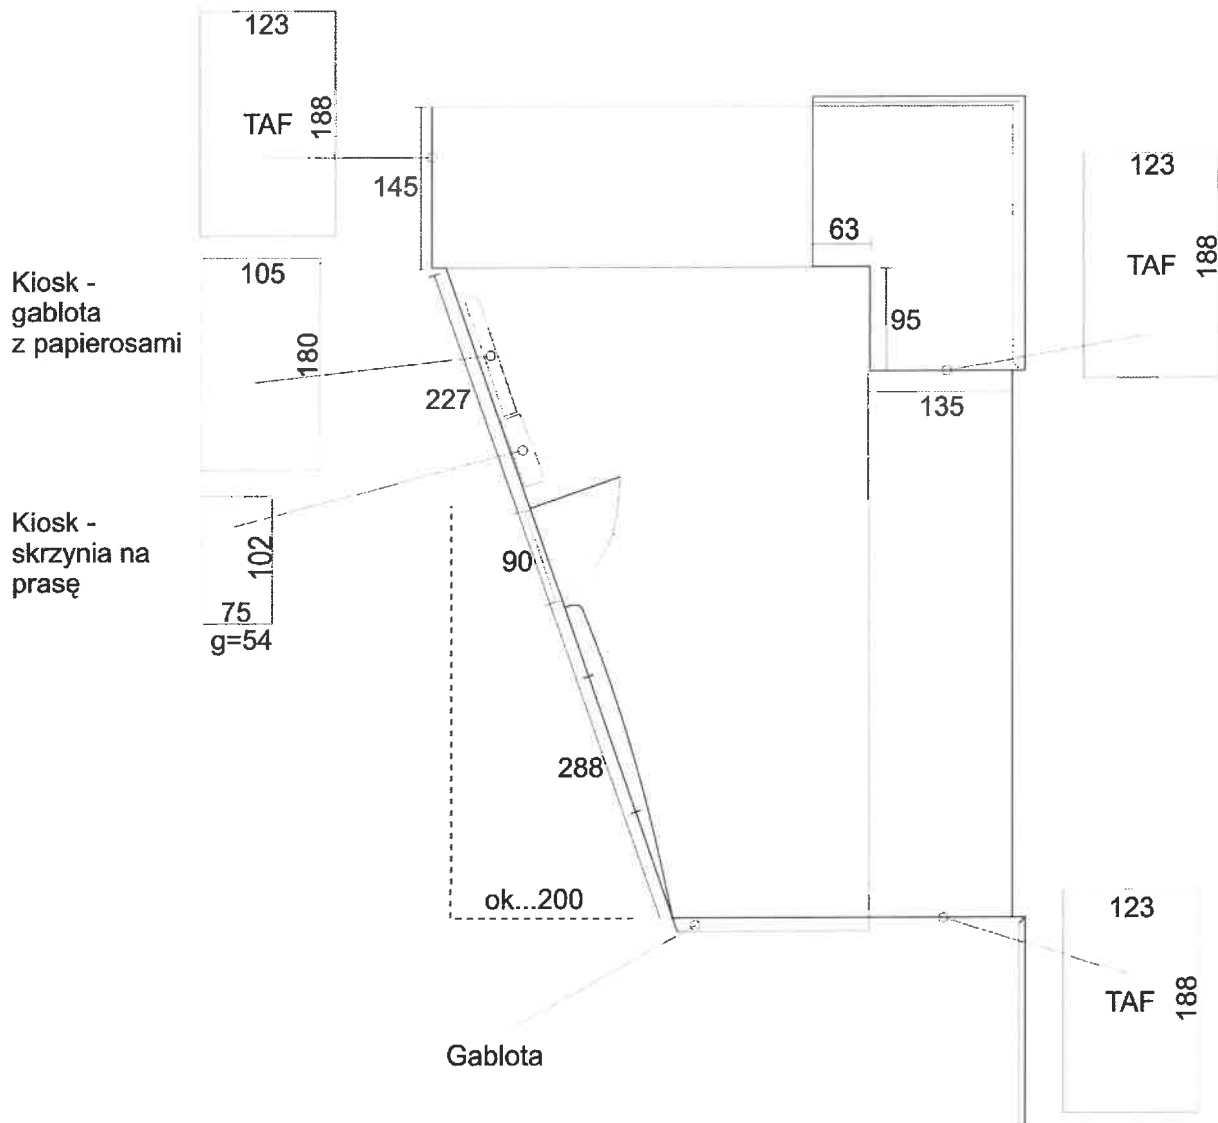 123
TAF
188
145
63
123
TAF
188
Kiosk -
gablota
z papierosami
105
180
95
227
135
Kiosk -
skrzynia na
prasę
102
75
g=54
90
288
ok...200
123
TAF
188
Gablota